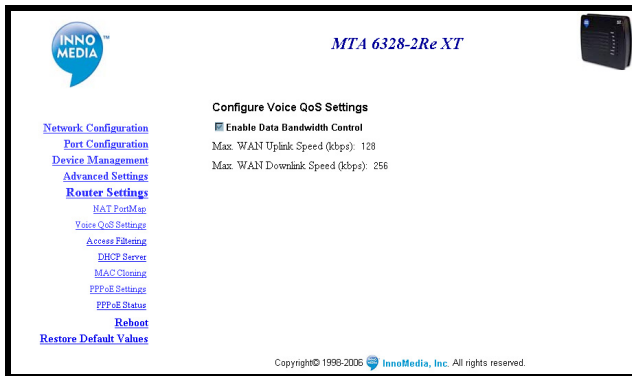 INNO
MEDIA
TM
MTA 6328-2Re XT
Configure Voice QoS Settings
Enable Data Bandwidth Control
Max. WAN Uplink Speed (kbps): 128
Max. WAN Downlink Speed (kbps): 256
Network Configuration
Port Configuration
Device Management
Advanced Settings
Router Settings
NAT PortMap
Voice QoS Settings
Access Filtering
DHCP Server
MAC Cloning
PPPoE Settings
PPPoE Status
Reboot
Restore Default Values
Copyright© 1998-2006 InnoMedia, Inc. All rights reserved.